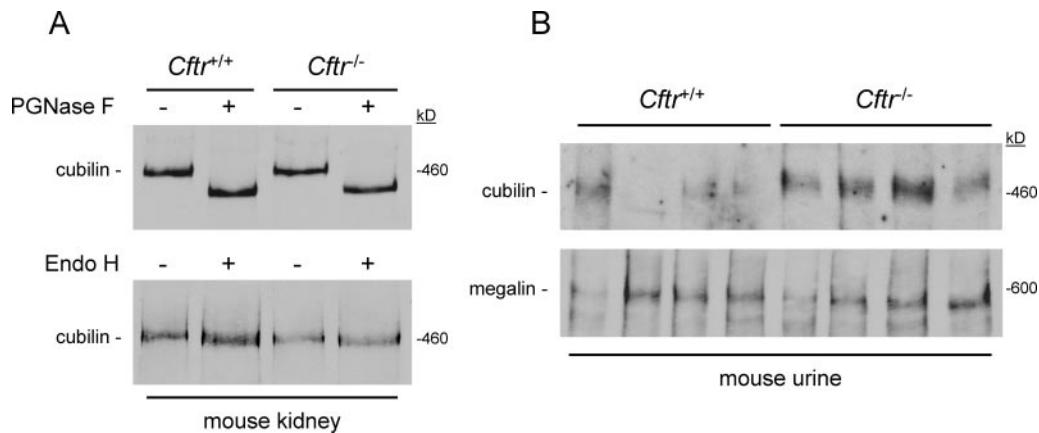 A
Cftr+/+ Cftr-/-
PGNase F - + - +
kD
cubilin - -460
Endo H - + - +
cubilin - -460
mouse kidney
B
Cftr+/+ Cftr-/-
kD
cubilin - -460
megalin - -600
mouse urine